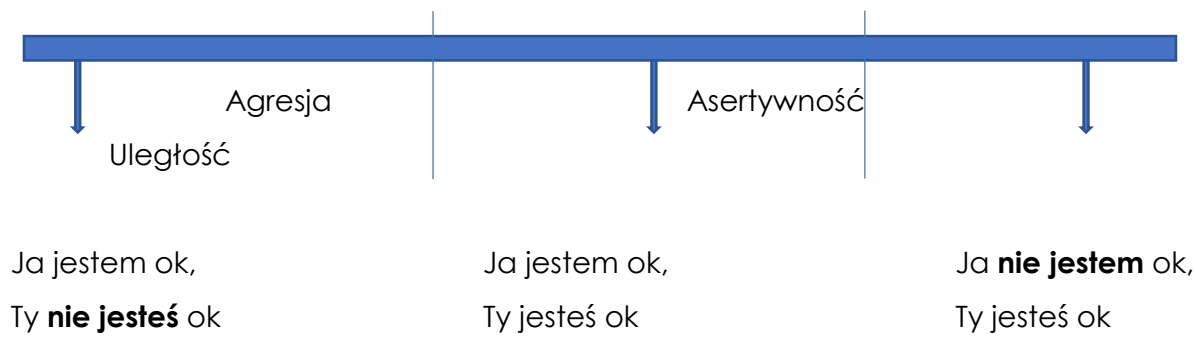 Agresja Asertywność
Uległość
Ja jestem ok, Ja jestem ok, Ja nie jestem ok,
Ty nie jesteś ok Ty jesteś ok Ty jesteś ok